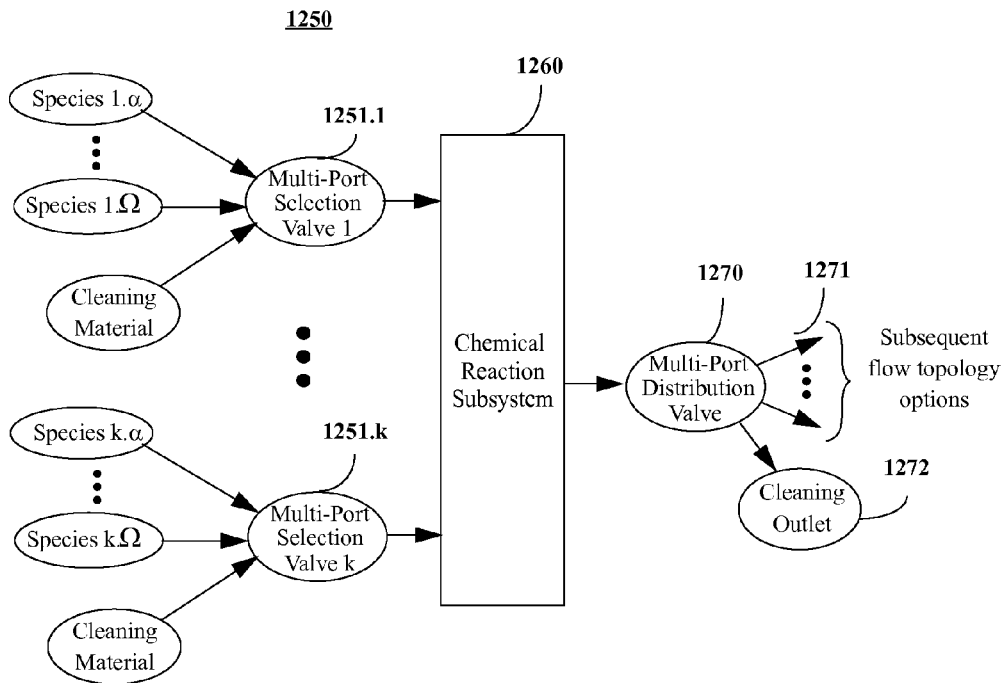 1250
1260
Species 1.α
1251.1
Multi-Port
Selection
Valve 1
Species 1.Ω
Cleaning
Material
1270
1271
Chemical
Reaction
Subsystem
Multi-Port
Distribution
Valve
Subsequent
flow topology
options
Species k.α
1251.k
1272
Multi-Port
Selection
Valve k
Species k.Ω
Cleaning
Outlet
Cleaning
Material